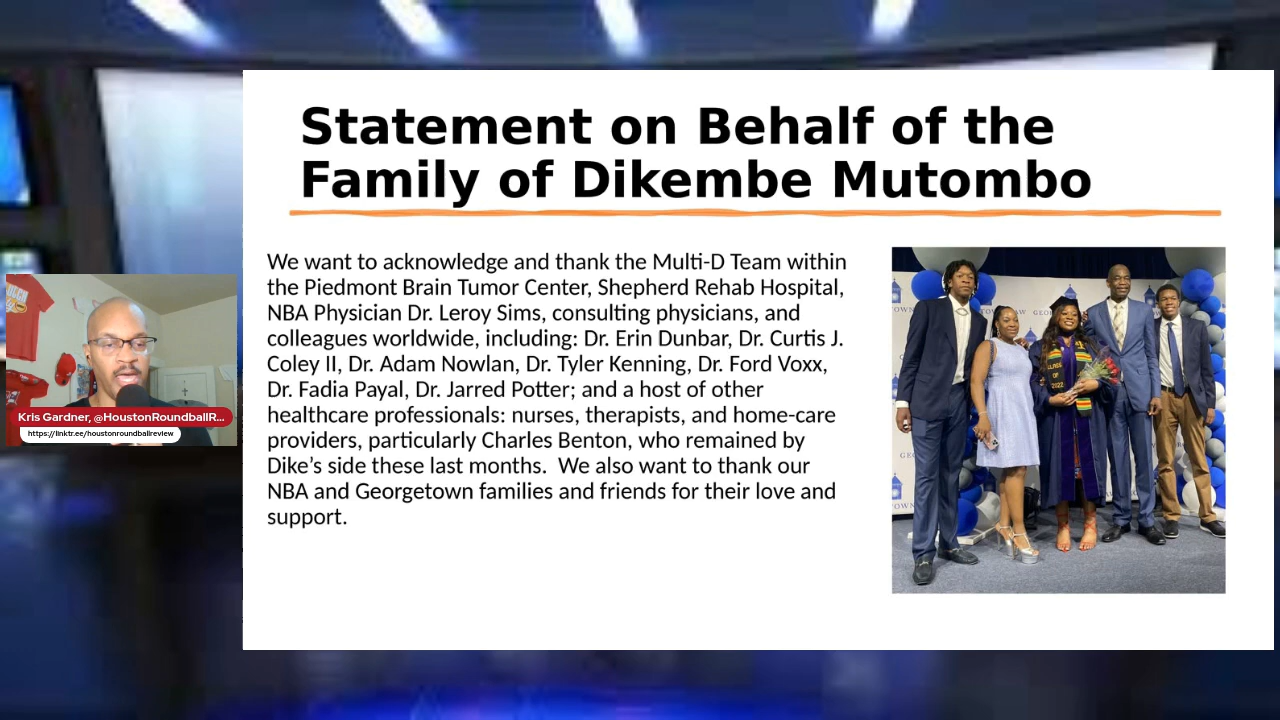 Statement on Behalf of the
Family of Dikembe Mutombo
We want to acknowledge and thank the Multi-D Team within
the Piedmont Brain Tumor Center, Shepherd Rehab Hospital,
NBA Physician Dr. Leroy Sims, consulting physicians, and
colleagues worldwide, including: Dr. Erin Dunbar, Dr. Curtis J.
Coley II, Dr. Adam Nowlan, Dr. Tyler Kenning, Dr. Ford Voxx,
Dr. Fadia Payal, Dr. Jarred Potter; and a host of other
healthcare professionals: nurses, therapists, and home-care
providers, particularly Charles Benton, who remained by
Dike’s side these last months.  We also want to thank our
NBA and Georgetown families and friends for their love and
support.
Kris Gardner, @HoustonRoundballR...
https://linktr.ee/houstonroundballreview
CLASS
OF
2022